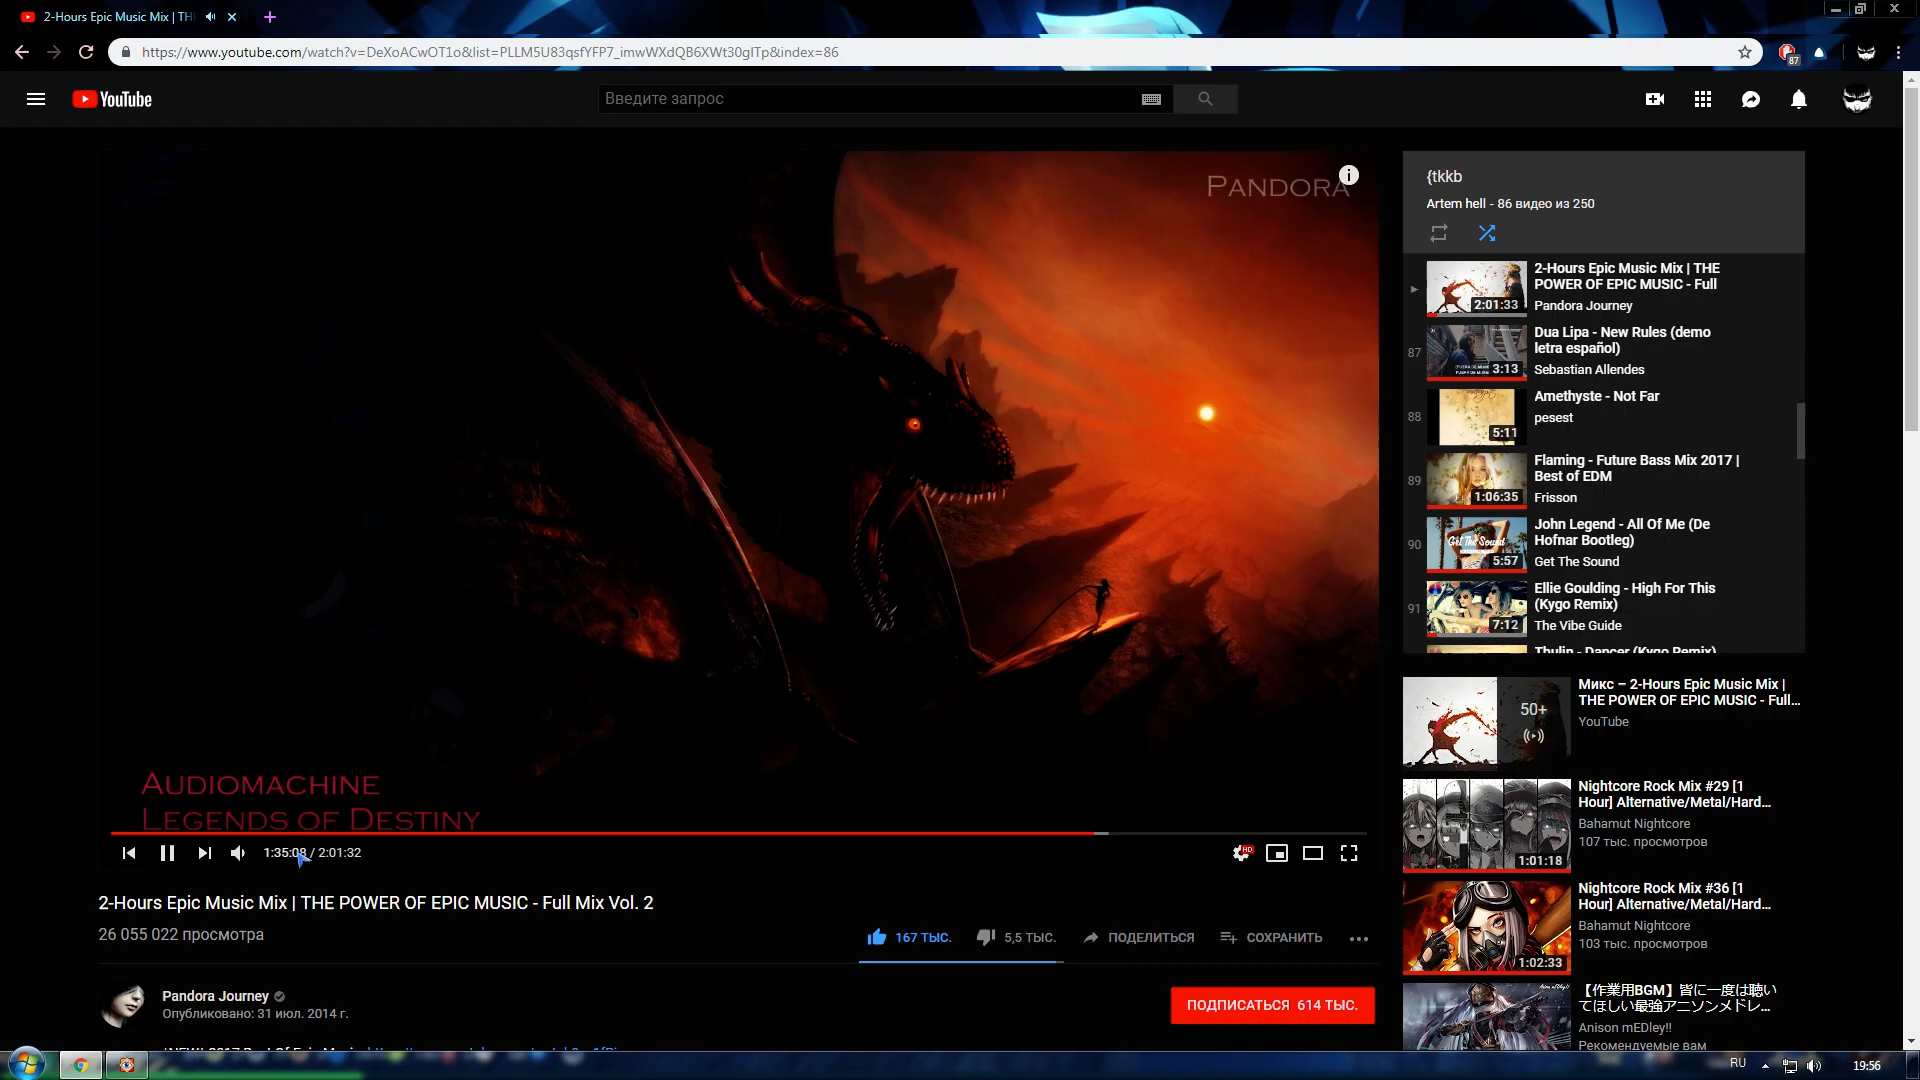 2-Hours Epic Music Mix | TH
https://www.youtube.com/watch?v=DeXoACwOT1o&list=PLLM5U83qsfYFP7_imwWXdQB6XWt30gITp&index=86
87
YouTube
Введите запрос
PANDORA
AUDIOMACHINE
LEGENDS OF DESTINY
1:35:08 / 2:01:32
HD
2-Hours Epic Music Mix | THE POWER OF EPIC MUSIC - Full Mix Vol. 2
26 055 022 просмотра
167 ТЫС.
5,5 ТЫС.
ПОДЕЛИТЬСЯ
СОХРАНИТЬ
Pandora Journey
Опубликовано: 31 июл. 2014 г.
ПОДПИСАТЬСЯ 614 ТЫС.
{tkkb
Artem hell - 86 видео из 250
2:01:33
2-Hours Epic Music Mix | THE
POWER OF EPIC MUSIC - Full
Pandora Journey
87
3:13
Dua Lipa - New Rules (demo
letra español)
Sebastian Allendes
88
5:11
Amethyste - Not Far
pesest
89
1:06:35
Flaming - Future Bass Mix 2017 |
Best of EDM
Frisson
90
Get The Sound
5:57
John Legend - All Of Me (De
Hofnar Bootleg)
Get The Sound
91
7:12
Ellie Goulding - High For This
(Kygo Remix)
The Vibe Guide
Thulin - Dancer (Kygo Remix)
50+
Микс – 2-Hours Epic Music Mix |
THE POWER OF EPIC MUSIC - Full...
YouTube
1:01:18
Nightcore Rock Mix #29 [1
Hour] Alternative/Metal/Hard...
Bahamut Nightcore
107 тыс. просмотров
1:02:33
Nightcore Rock Mix #36 [1
Hour] Alternative/Metal/Hard...
Bahamut Nightcore
103 тыс. просмотров
【作業用BGM】皆に一度は聴い
てほしい最強アニソンメドレ...
Anison mEDley!!
Рекомендуемые вам
RU
19:56